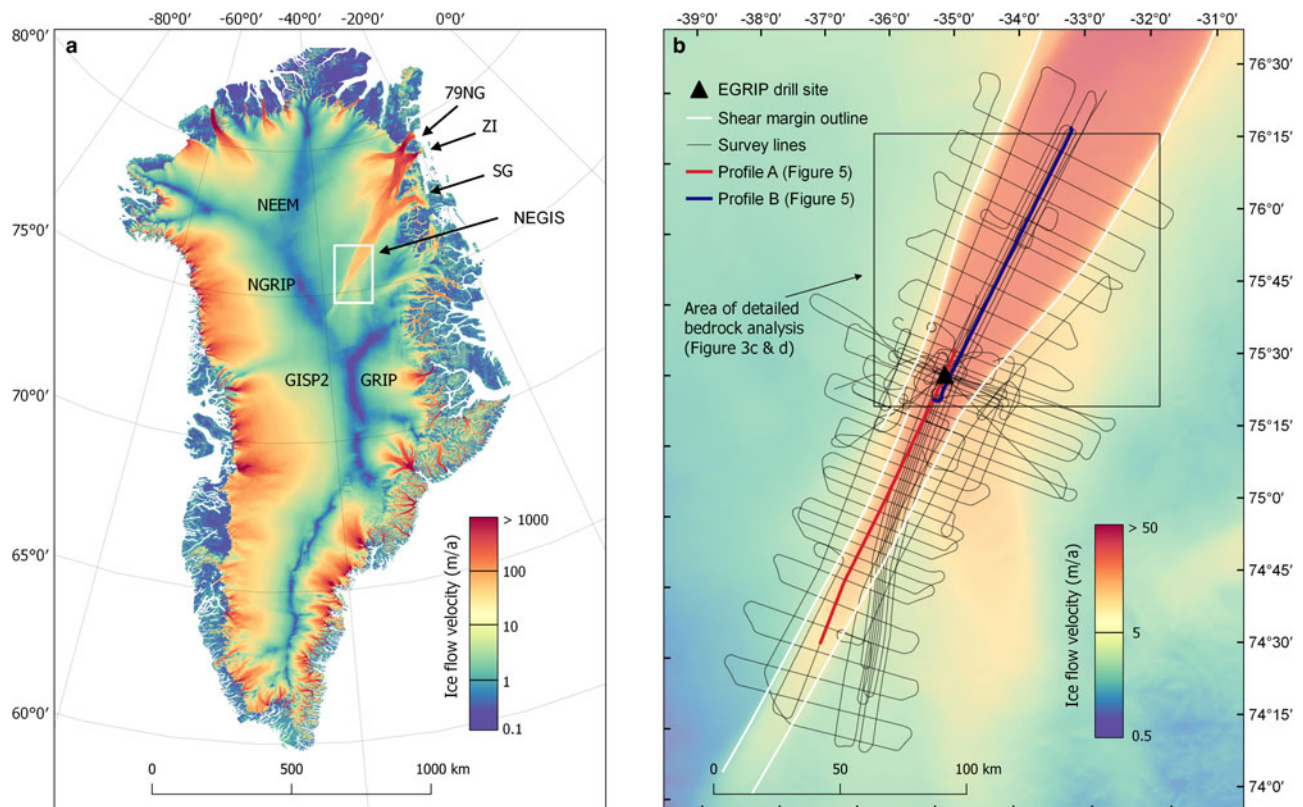 -80°0' -60°0' -40°0' -20°0' 0°0'
80°0'
75°0'
70°0'
65°0'
60°0'
a
79NG
ZI
SG
NEGIS
NEEM
NGRIP
GISP2
GRIP
Ice flow velocity (m/a)
> 1000
100
10
1
0.1
0 500 1000 km
-39°0' -38°0' -37°0' -36°0' -35°0' -34°0' -33°0' -32°0' -31°0'
b
EGRIP drill site
Shear margin outline
Survey lines
Profile A (Figure 5)
Profile B (Figure 5)
Area of detailed
bedrock analysis
(Figure 3c & d)
76°30'
76°15'
76°0'
75°45'
75°30'
75°15'
75°0'
74°45'
74°30'
74°15'
74°0'
Ice flow velocity (m/a)
> 50
5
0.5
0 50 100 km